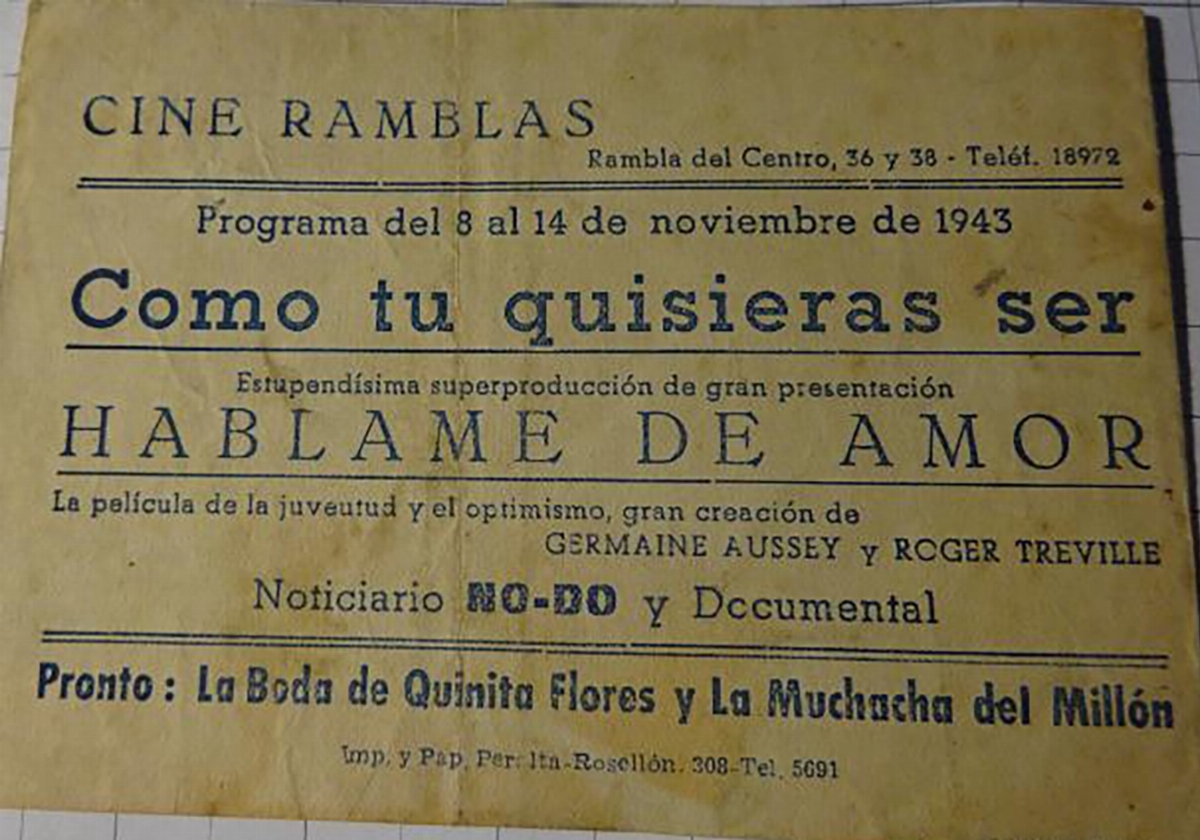 CINE RAMBLAS
Rambla del Centro, 36 y 38 - Teléf. 18972
Programa del 8 al 14 de noviembre de 1943
Como tu quisieras ser
Estupendísima superproducción de gran presentación
HABLAME DE AMOR
La película de la juventud y el optimismo, gran creación de
GERMAINE AUSSEY y ROGER TREVILLE
Noticiario NO-DO y Documental
Pronto: La Boda de Quinita Flores y La Muchacha del Millón
Imp. y Pap. Peralta-Rosellón, 308-Tel. 5691